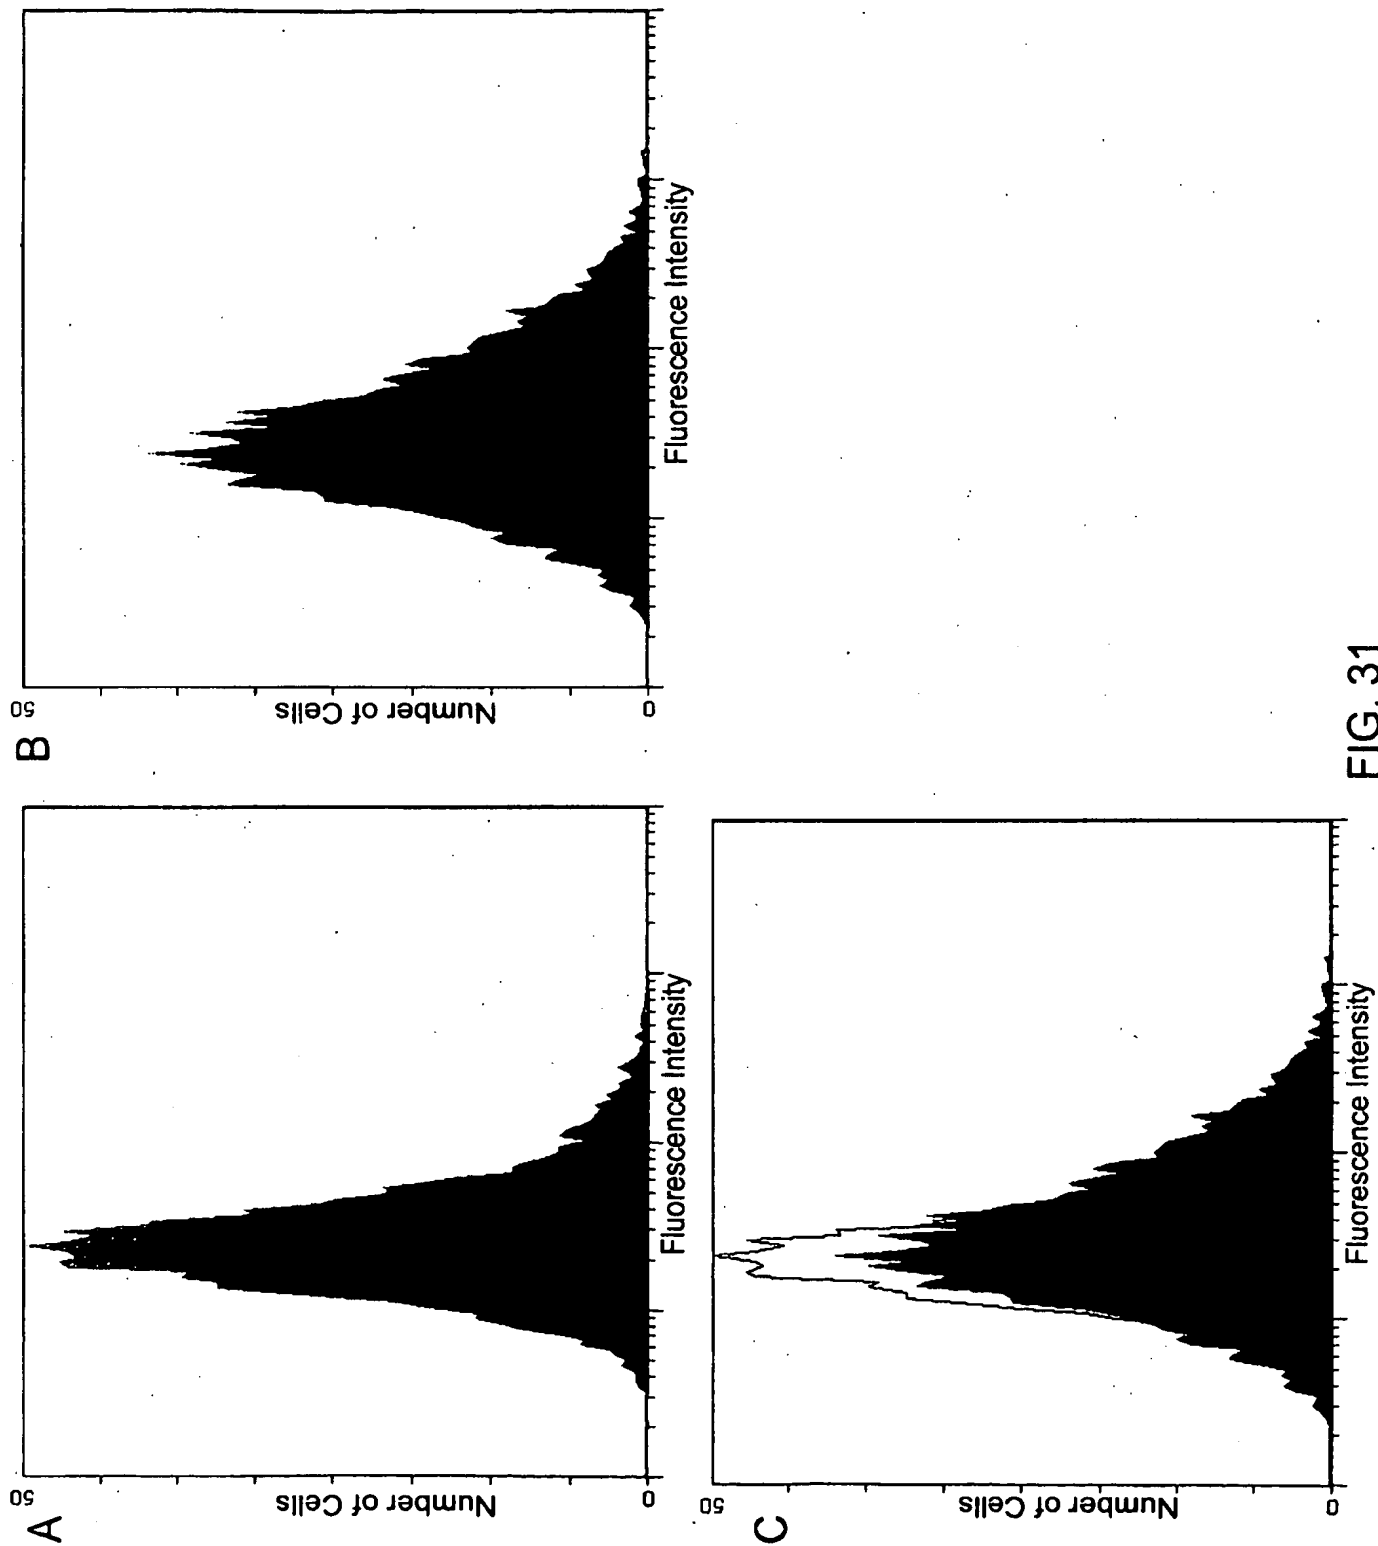 A
50
Number of Cells
0
Fluorescence Intensity
B
50
Number of Cells
0
Fluorescence Intensity
C
50
Number of Cells
0
Fluorescence Intensity
FIG. 31